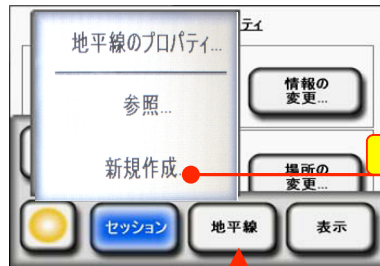 ティ
地平線のプロパティ...
参照...
新規作成...
情報の
変更...
場所の
変更...
セッション
地平線
表示